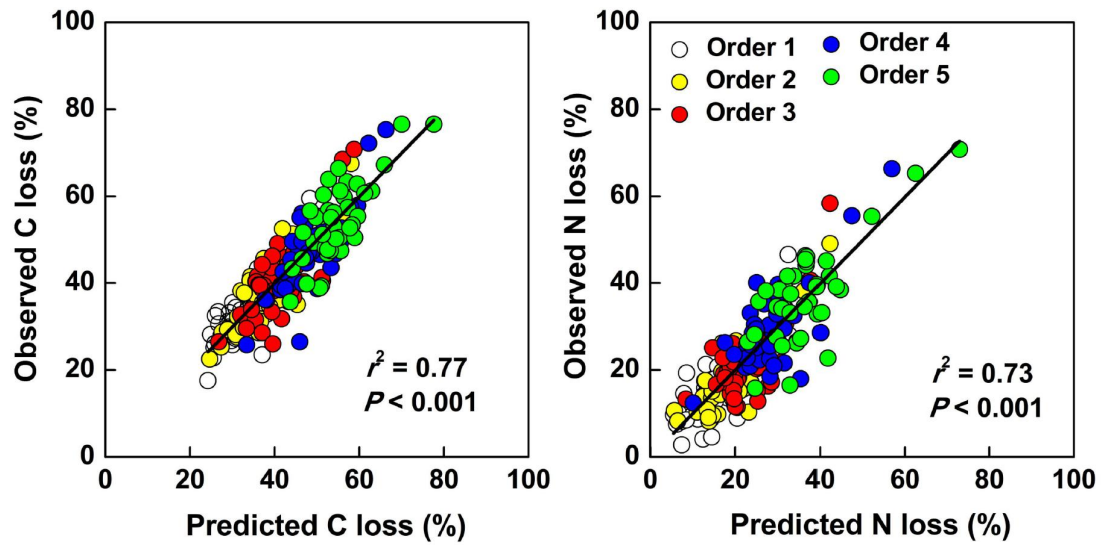 Observed C loss (%)
100
80
60
40
20
0
r² = 0.77
P < 0.001
0 20 40 60 80 100
Predicted C loss (%)
Observed N loss (%)
100
80
60
40
20
0
Order 1
Order 2
Order 3
Order 4
Order 5
r² = 0.73
P < 0.001
0 20 40 60 80 100
Predicted N loss (%)